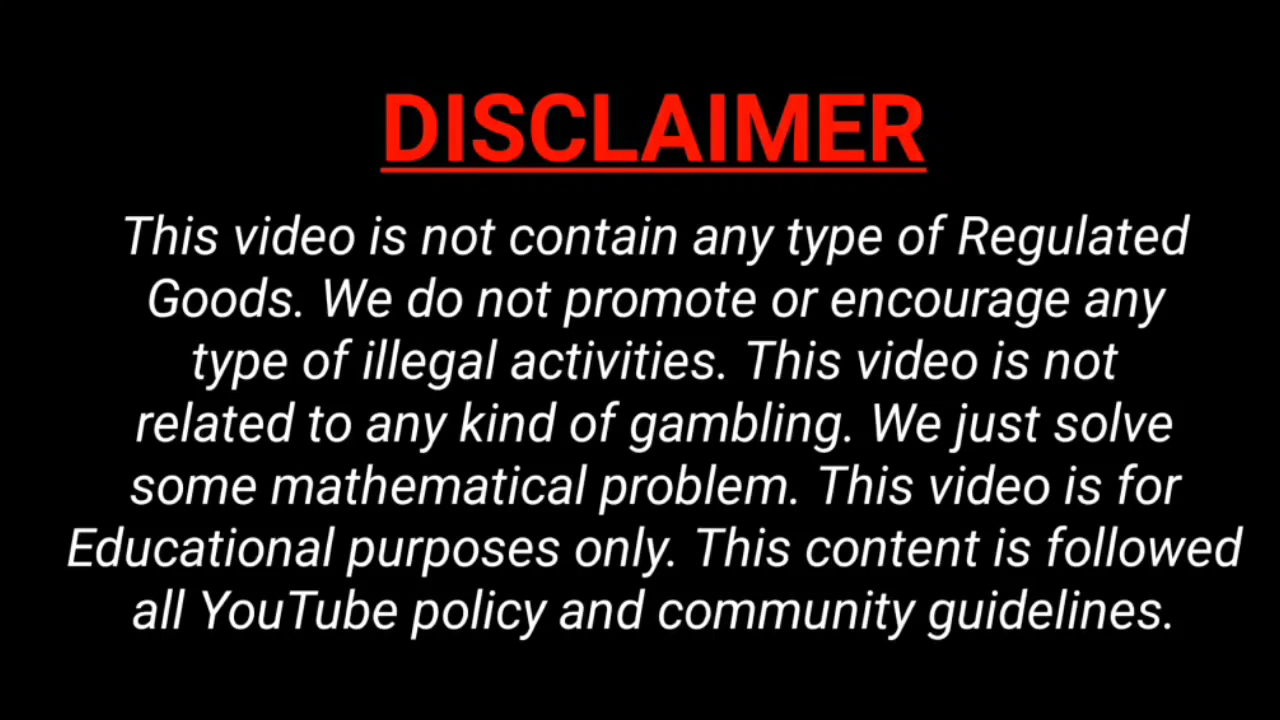 DISCLAIMER
This video is not contain any type of Regulated
Goods. We do not promote or encourage any
type of illegal activities. This video is not
related to any kind of gambling. We just solve
some mathematical problem. This video is for
Educational purposes only. This content is followed
all YouTube policy and community guidelines.